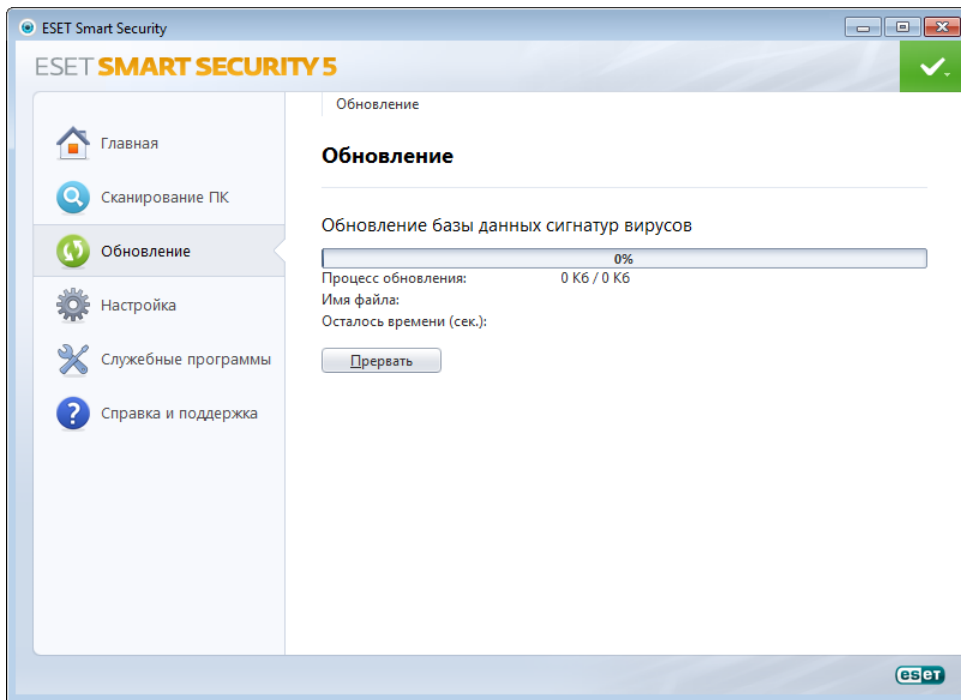 ESET Smart Security
ESET SMART SECURITY 5
Главная
Сканирование ПК
Обновление
Настройка
Служебные программы
Справка и поддержка
Обновление
Обновление
Обновление базы данных сигнатур вирусов
0%
Процесс обновления: 0 Кб / 0 Кб
Имя файла:
Осталось времени (сек.):
Прервать
eseT